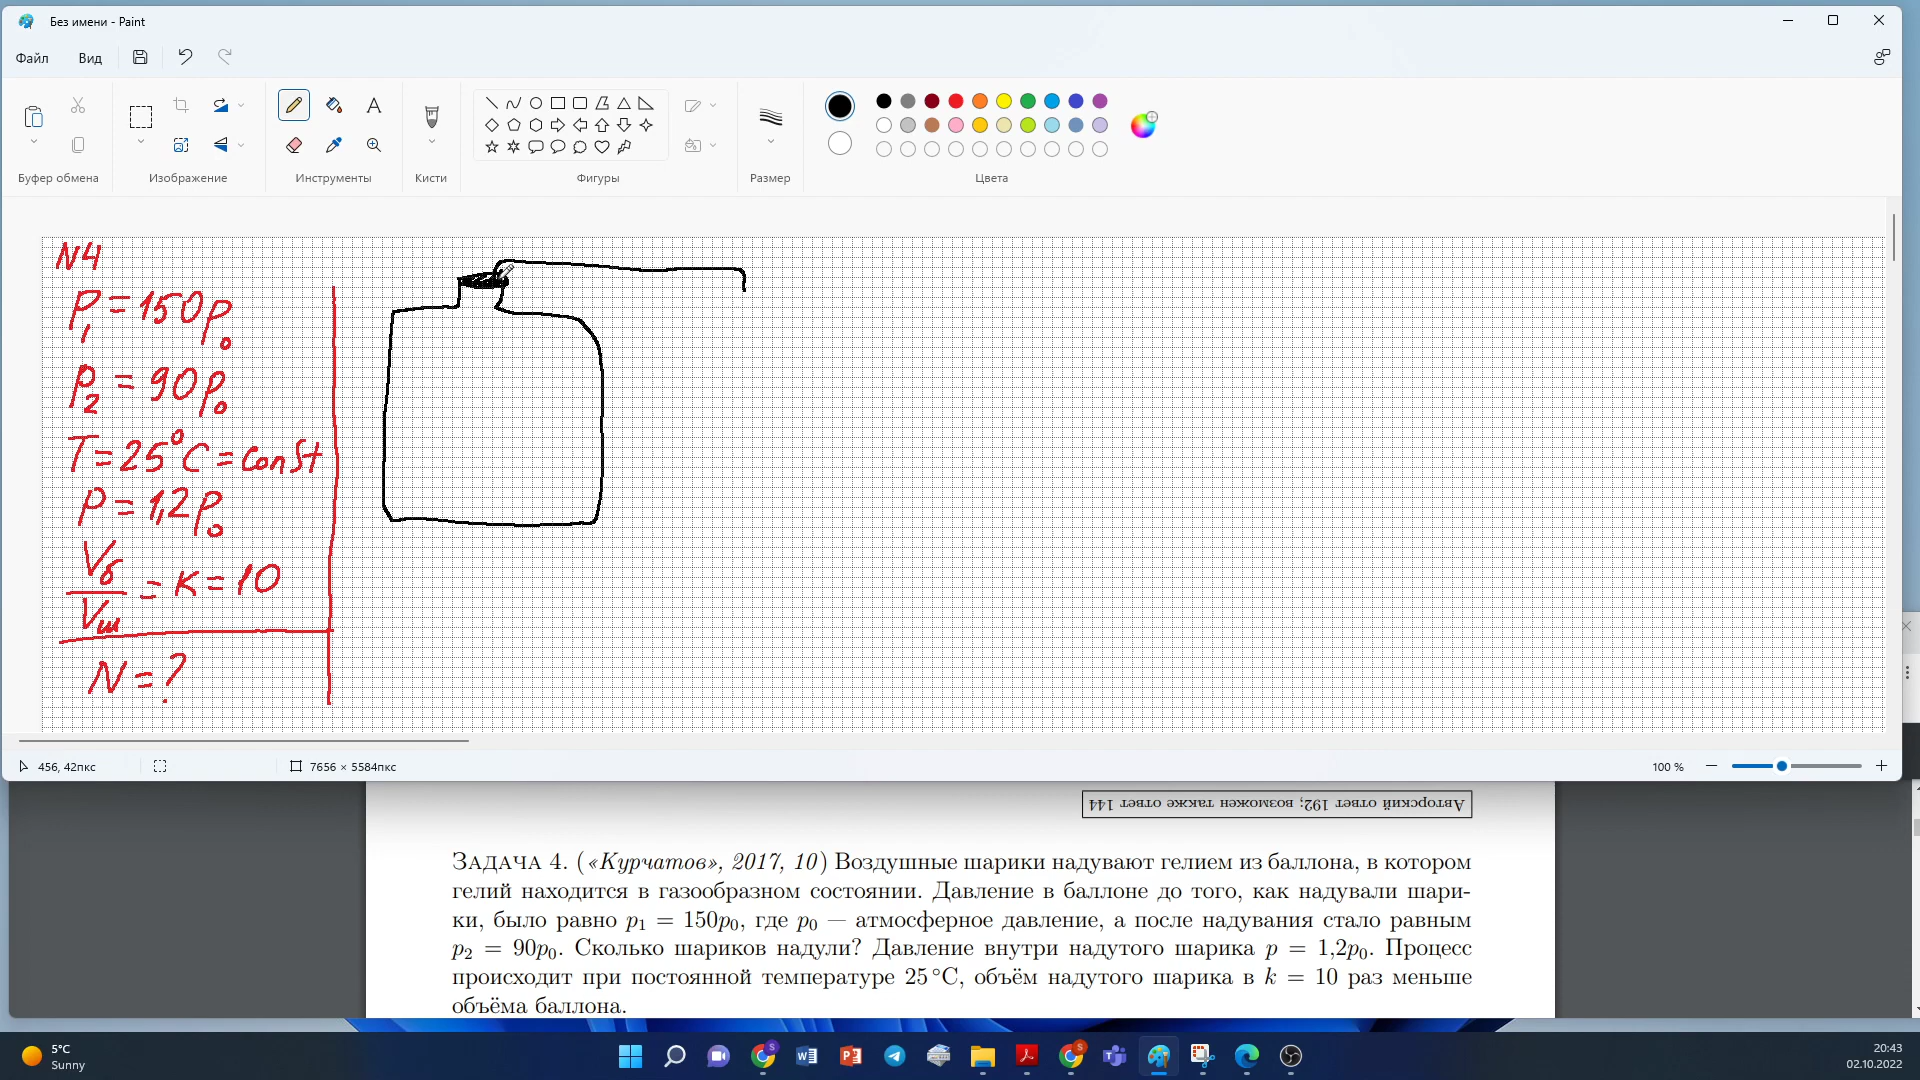 Без имени - Paint
Файл
Вид
Буфер обмена
Изображение
Инструменты
Кисти
Фигуры
Размер
Цвета
N4
p₁ = 150p₀
p₂ = 90p₀
T = 25°C = const
p = 1,2p₀
Vб
Vш
= к = 10
N = ?
456, 42пкс
7656 × 5584пкс
100 %
Авторский ответ 192; возможен также ответ 144
Задача 4. («Курчатов», 2017, 10) Воздушные шарики надувают гелием из баллона, в котором
гелий находится в газообразном состоянии. Давление в баллоне до того, как надували шари-
ки, было равно p₁ = 150p₀, где p₀ — атмосферное давление, а после надувания стало равным
p₂ = 90p₀. Сколько шариков надули? Давление внутри надутого шарика p = 1,2p₀. Процесс
происходит при постоянной температуре 25 °C, объём надутого шарика в k = 10 раз меньше
объёма баллона.
5°C
Sunny
20:43
02.10.2022